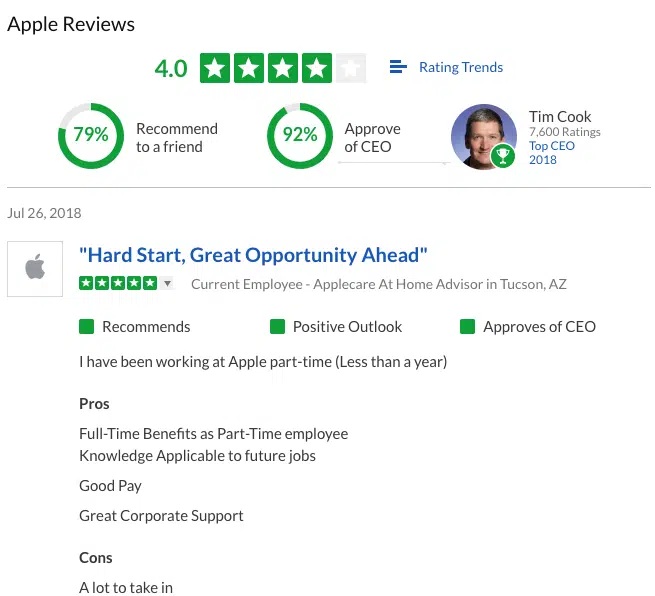 Apple Reviews
4.0 Rating Trends
79% Recommend to a friend
92% Approve of CEO
Tim Cook
7,600 Ratings
Top CEO
2018
Jul 26, 2018
"Hard Start, Great Opportunity Ahead"
Current Employee - Applecare At Home Advisor in Tucson, AZ
Recommends Positive Outlook Approves of CEO
I have been working at Apple part-time (Less than a year)
Pros
Full-Time Benefits as Part-Time employee
Knowledge Applicable to future jobs
Good Pay
Great Corporate Support
Cons
A lot to take in